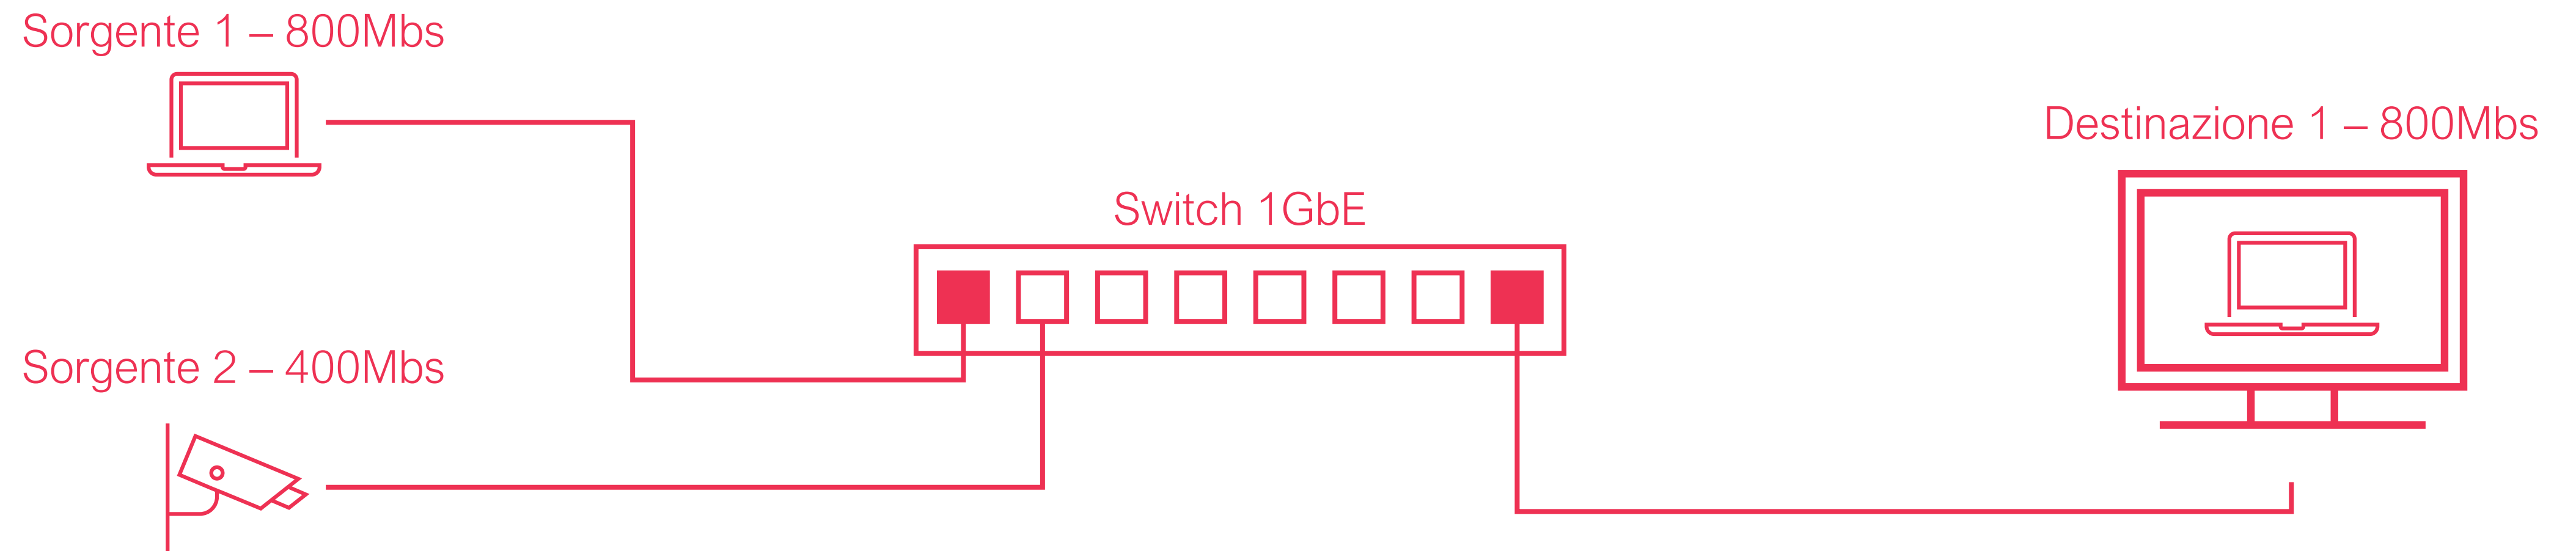 Sorgente 1 – 800Mbs
Destinazione 1 – 800Mbs
Switch 1GbE
Sorgente 2 – 400Mbs